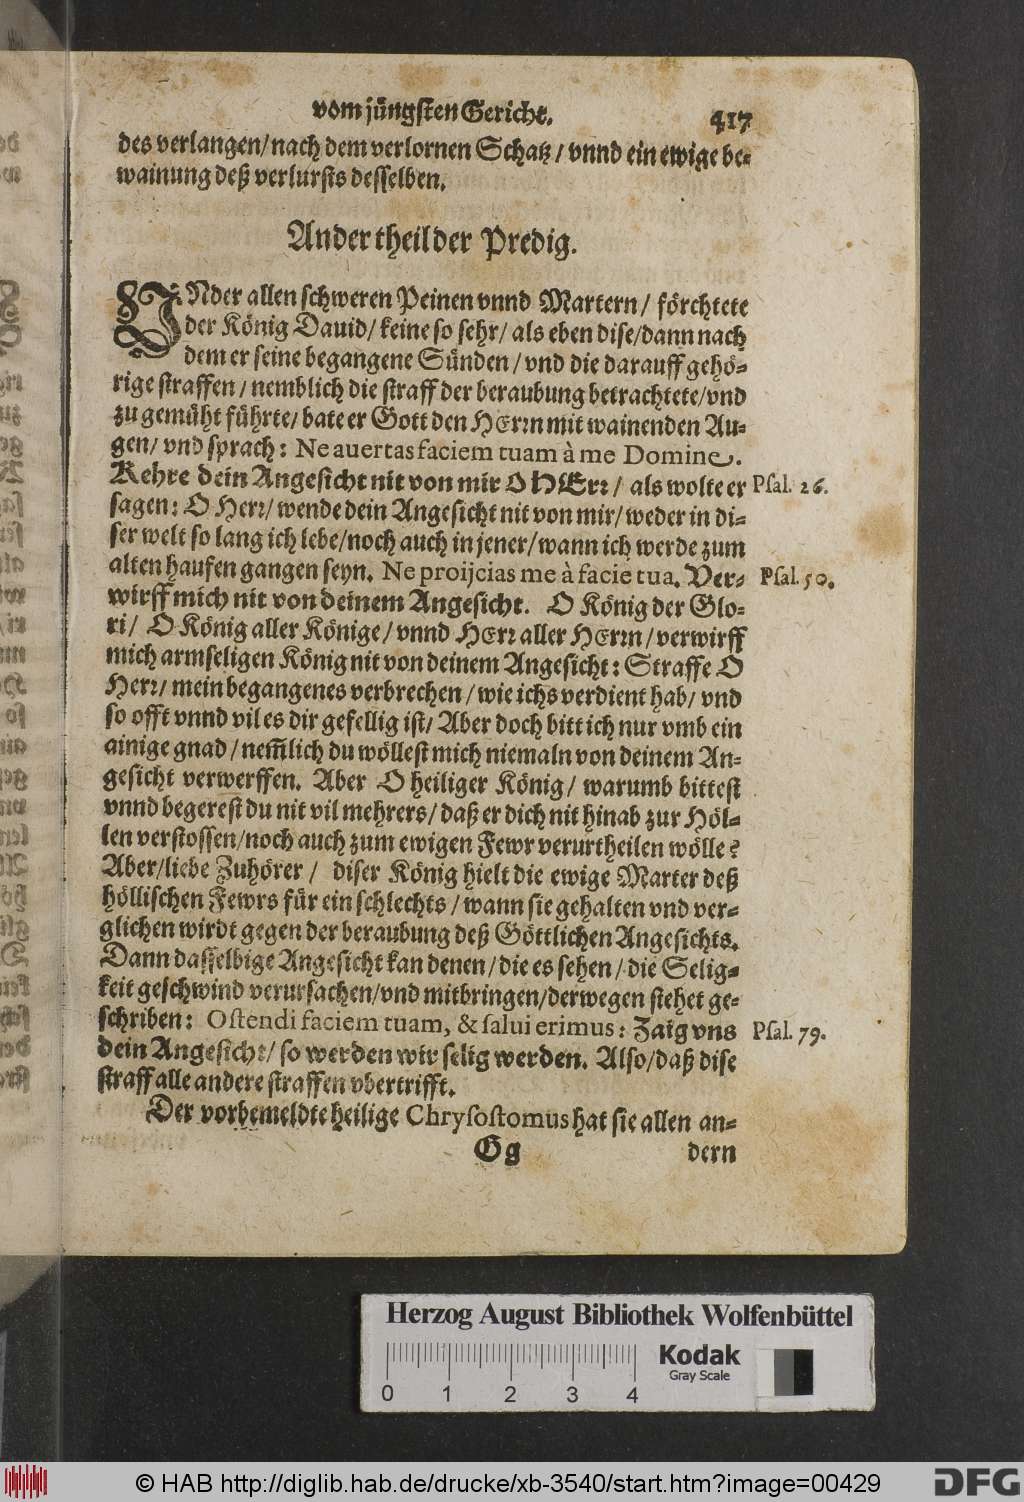 vom jüngsten Gericht. 417
des verlangen/ nach dem verlornen Schatz / vnnd ein ewige be-
wainung deß verlursts desselben.
Ander theil der Predig.
VNder allen schweren Peinen vnnd Martern / förchtete
der König Dauid/ keine so sehr/ als eben dise/ dann nach
dem er seine begangene Sünden / vnd die darauff gehö-
rige straffen / nemblich die straff der beraubung betrachtete/ vnd
zu gemüht führte/ bate er Gott den HErrn mit wainenden Au-
gen/ vnd sprach: Ne auertas faciem tuam à me Domine.
Kehre dein Angesicht nit von mir O HErr / als wolte er Psal. 26.
sagen: O Herr/ wende dein Angesicht nit von mir/ weder in di-
ser welt so lang ich lebe/ noch auch in jener/ wann ich werde zum
alten haufen gangen seyn. Ne proijcias me à facie tua. Ver- Psal. 50.
wirff mich nit von deinem Angesicht. O König der Glo-
ri/ O König aller Könige/ vnnd HErr aller HErrn/ verwirff
mich armseligen König nit von deinem Angesicht: Straffe O
Herr/ mein begangenes verbrechen / wie ichs verdient hab/ vnd
so offt vnnd vil es dir gefellig ist/ Aber doch bitt ich nur vmb ein
ainige gnad / nem̃lich du wöllest mich niemaln von deinem An-
gesicht verwerffen. Aber O heiliger König / warumb bittest
vnnd begerest du nit vil mehrers / daß er dich nit hinab zur Höl-
len verstossen/ noch auch zum ewigen Fewr verurtheilen wölle?
Aber/ liebe Zuhörer / diser König hielt die ewige Marter deß
höllischen Fewrs für ein schlechts / wann sie gehalten vnd ver-
glichen wirdt gegen der beraubung deß Göttlichen Angesichts.
Dann dasselbige Angesicht kan denen / die es sehen / die Selig-
keit geschwind verursachen/ vnd mitbringen/ derwegen stehet ge-
schriben: Ostendi faciem tuam, & salui erimus: Zaig vns Psal. 79.
dein Angesicht/ so werden wir selig werden. Also/ daß dise
straff alle andere straffen vbertrifft.
Der vorbemeldte heilige Chrysostomus hat sie allen an-
Gg dern
Herzog August Bibliothek Wolfenbüttel
Kodak
Gray Scale
0 1 2 3 4
© HAB http://diglib.hab.de/drucke/xb-3540/start.htm?image=00429
DFG